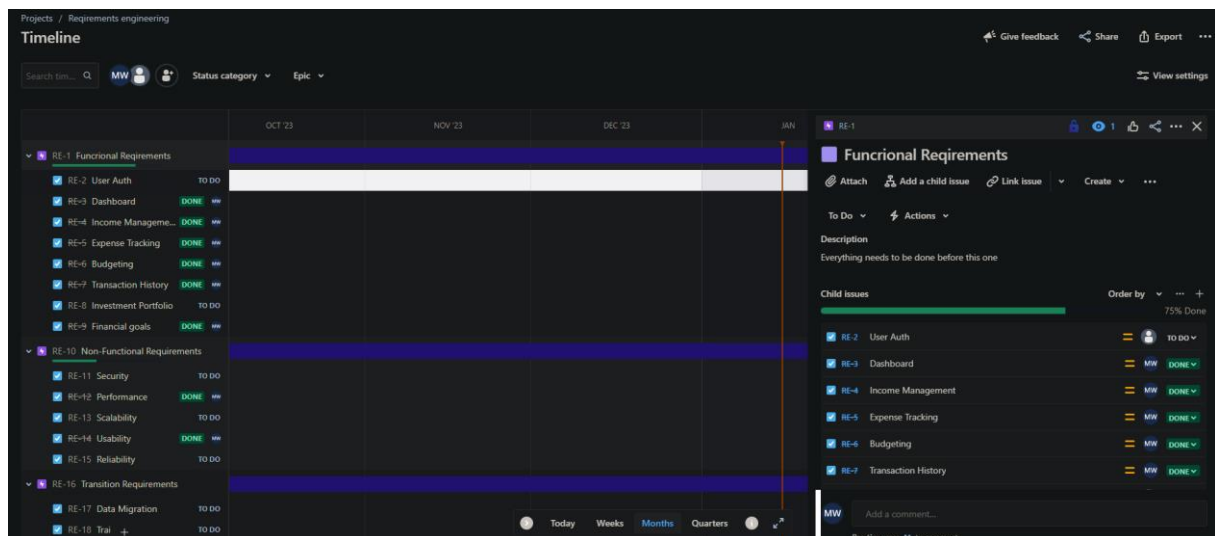 Projects / Reqirements engineering
Timeline
Give feedback
Share
Export
Search tim...
MW
Status category
Epic
View settings
OCT '23
NOV '23
DEC '23
JAN
RE-1 Funcrional Reqirements
RE-2 User Auth TO DO
RE-3 Dashboard DONE MW
RE-4 Income Manageme... DONE MW
RE-5 Expense Tracking DONE MW
RE-6 Budgeting DONE MW
RE-7 Transaction History DONE MW
RE-8 Investment Portfolio TO DO
RE-9 Financial goals DONE MW
RE-10 Non-Functional Requirements
RE-11 Security TO DO
RE-12 Performance DONE MW
RE-13 Scalability TO DO
RE-14 Usability DONE MW
RE-15 Reliability TO DO
RE-16 Transition Requirements
RE-17 Data Migration TO DO
RE-18 Trai TO DO
Today Weeks Months Quarters
RE-1
1
Funcrional Reqirements
Attach
Add a child issue
Link issue
Create
To Do
Actions
Description
Everything needs to be done before this one
Child issues
Order by
75% Done
RE-2 User Auth TO DO
RE-3 Dashboard MW DONE
RE-4 Income Management MW DONE
RE-5 Expense Tracking MW DONE
RE-6 Budgeting MW DONE
RE-7 Transaction History MW DONE
MW Add a comment...